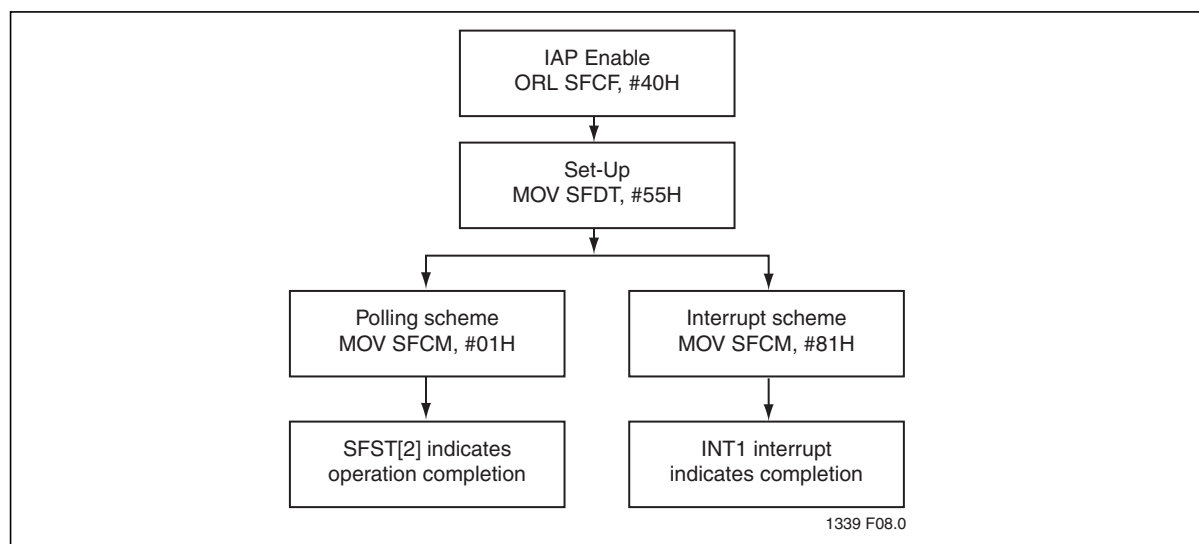 IAP Enable
ORL SFCF, #40H
Set-Up
MOV SFDT, #55H
Polling scheme
MOV SFCM, #01H
Interrupt scheme
MOV SFCM, #81H
SFST[2] indicates
operation completion
INT1 interrupt
indicates completion
1339 F08.0